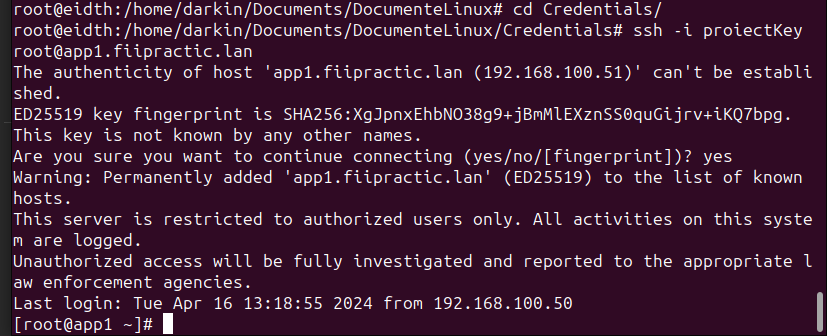 root@eidth:/home/darkin/Documents/DocumenteLinux# cd Credentials/
root@eidth:/home/darkin/Documents/DocumenteLinux/Credentials# ssh -i proiectKey
root@app1.fiipractic.lan
The authenticity of host 'app1.fiipractic.lan (192.168.100.51)' can't be establi
shed.
ED25519 key fingerprint is SHA256:XgJpnxEhbNO38g9+jBmMlEXznSS0quGijrv+iKQ7bpg.
This key is not known by any other names.
Are you sure you want to continue connecting (yes/no/[fingerprint])? yes
Warning: Permanently added 'app1.fiipractic.lan' (ED25519) to the list of known
hosts.
This server is restricted to authorized users only. All activities on this syste
m are logged.
Unauthorized access will be fully investigated and reported to the appropriate l
aw enforcement agencies.
Last login: Tue Apr 16 13:18:55 2024 from 192.168.100.50
[root@app1 ~]#